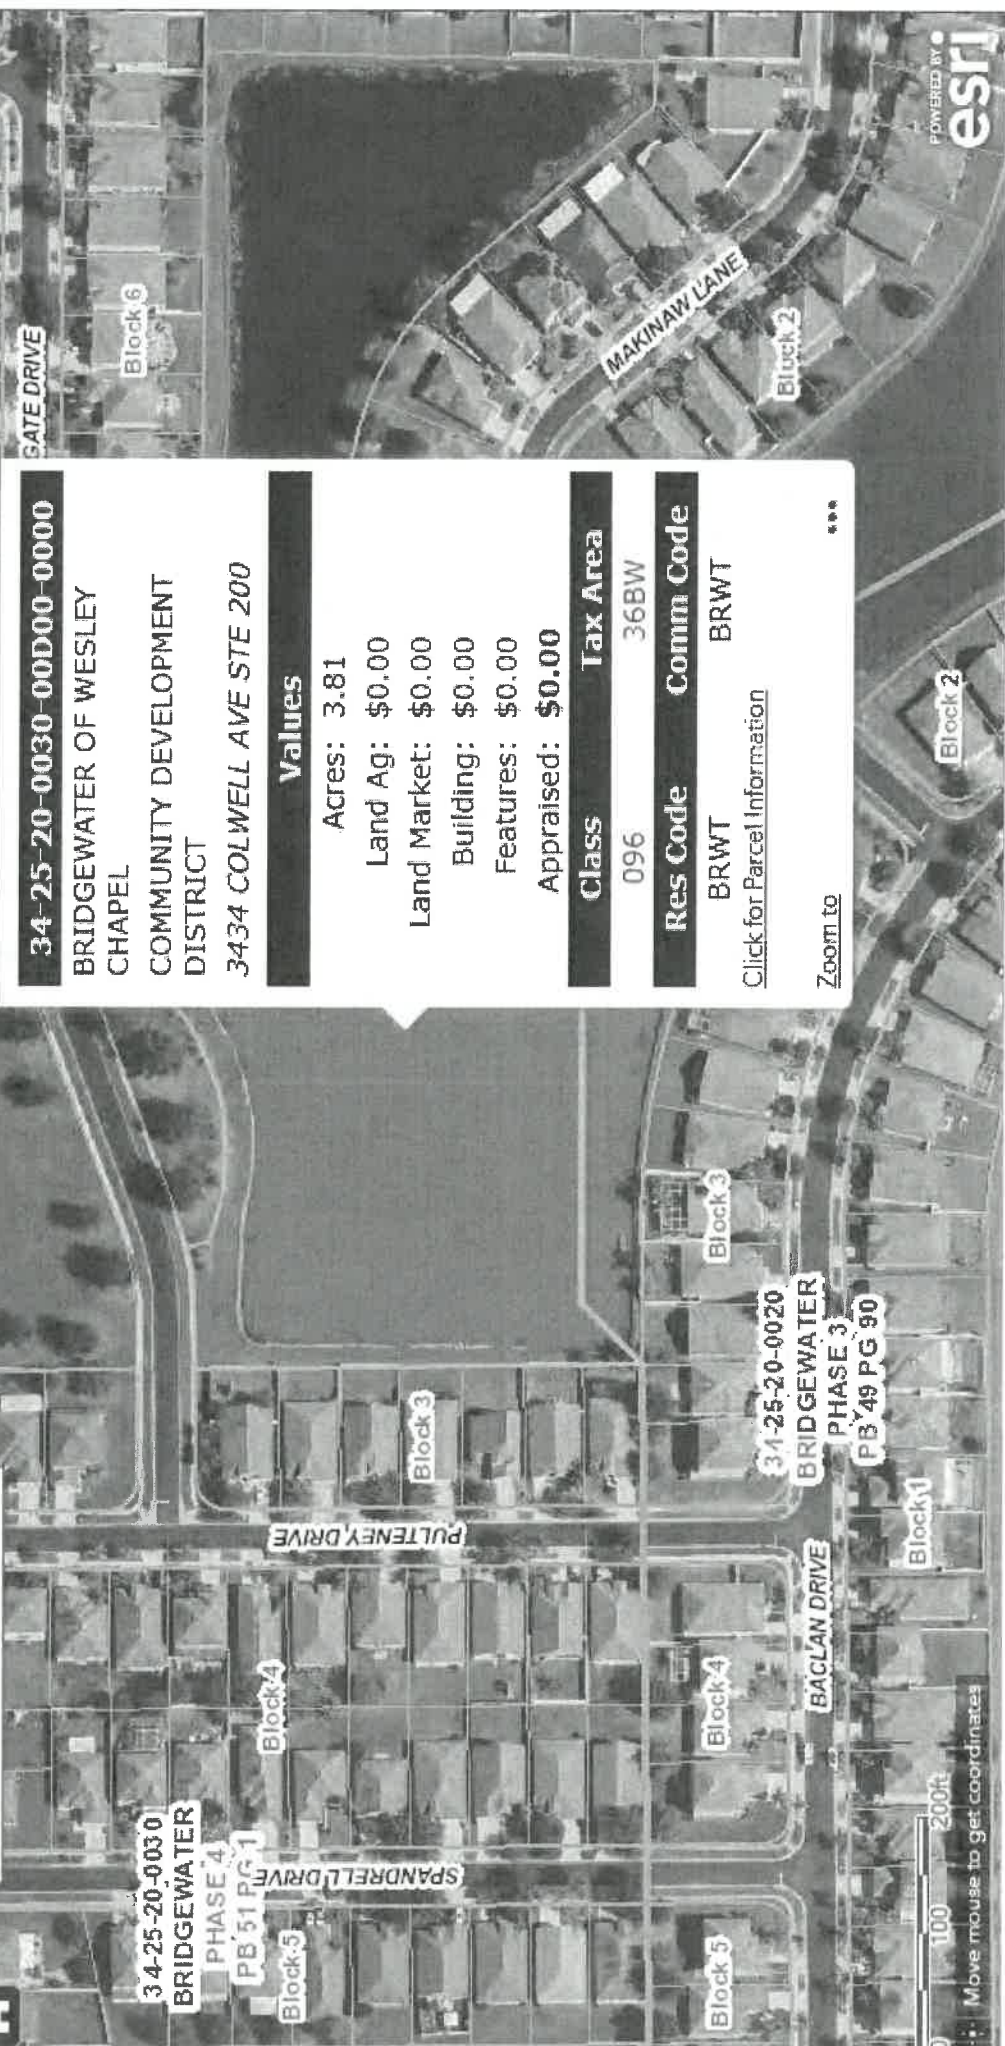 34-25-20-0030-00D00-0000
BRIDGEWATER OF WESLEY
CHAPEL
COMMUNITY DEVELOPMENT
DISTRICT
3434 COLWELL AVE STE 200
Values
Acres: 3.81
Land Ag: $0.00
Land Market: $0.00
Building: $0.00
Features: $0.00
Appraised: $0.00
Class Tax Area
096 36BW
Res Code Comm Code
BRWT BRWT
Click for Parcel Information
Zoom to
•••
GATE DRIVE
Block 6
MAKINAW LANE
Block 2
Block 2
POWERED BY
esri
34-25-20-0030
BRIDGEWATER
PHASE 4
PB 51 PG 1
Block 5
SPANDRELL DRIVE
Block 4
PULTENEY DRIVE
Block 3
Block 3
34-25-20-0020
BRIDGEWATER
PHASE 3
PB 49 PG 90
Block 5
Block 4
BACLAN DRIVE
Block 1
100 200ft
Move mouse to get coordinates